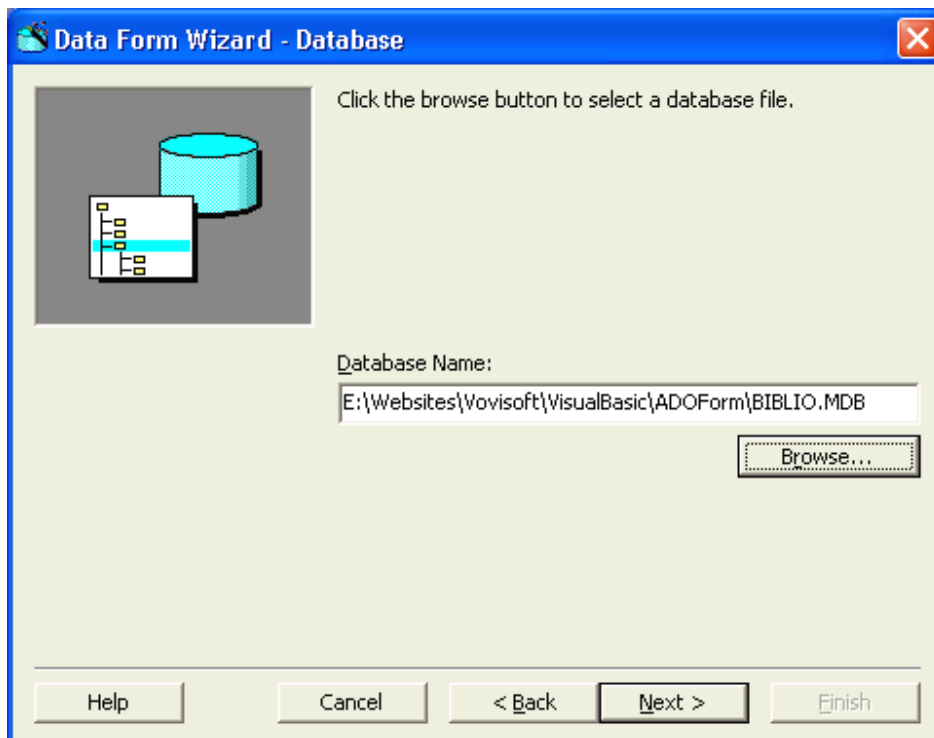 Data Form Wizard - Database
Click the browse button to select a database file.
Database Name:
E:\Websites\Vovisoft\VisualBasic\ADOForm\BIBLIO.MDB
Browse...
Help Cancel < Back Next > Finish